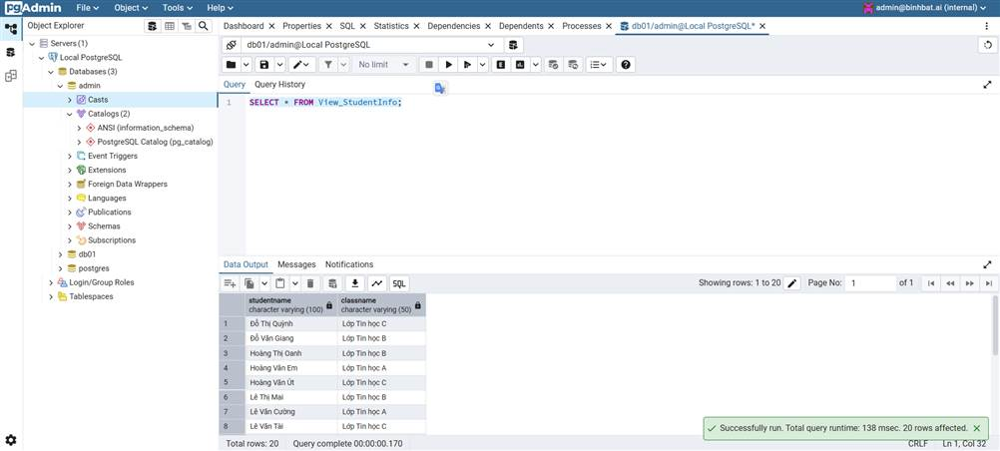 pgAdmin File Object Tools Help admin@binhbat.ai (internal)
Object Explorer
Dashboard Properties SQL Statistics Dependencies Dependents Processes db01/admin@Local PostgreSQL*
Servers (1)
Local PostgreSQL
Databases (3)
admin
Casts
Catalogs (2)
ANSI (information_schema)
PostgreSQL Catalog (pg_catalog)
Event Triggers
Extensions
Foreign Data Wrappers
Languages
Publications
Schemas
Subscriptions
db01
postgres
Login/Group Roles
Tablespaces
db01/admin@Local PostgreSQL
No limit
Query Query History
1 SELECT * FROM View_StudentInfo;
Data Output Messages Notifications
SQL Showing rows: 1 to 20 Page No: 1 of 1
studentname classname
character varying (100) character varying (50)
1 Đỗ Thị Quỳnh Lớp Tin học C
2 Đỗ Văn Giang Lớp Tin học B
3 Hoàng Thị Oanh Lớp Tin học B
4 Hoàng Văn Em Lớp Tin học A
5 Hoàng Văn Út Lớp Tin học C
6 Lê Thị Mai Lớp Tin học B
7 Lê Văn Cường Lớp Tin học A
8 Lê Văn Tài Lớp Tin học C
Successfully run. Total query runtime: 138 msec. 20 rows affected.
Total rows: 20 Query complete 00:00:00.170 CRLF Ln 1, Col 32